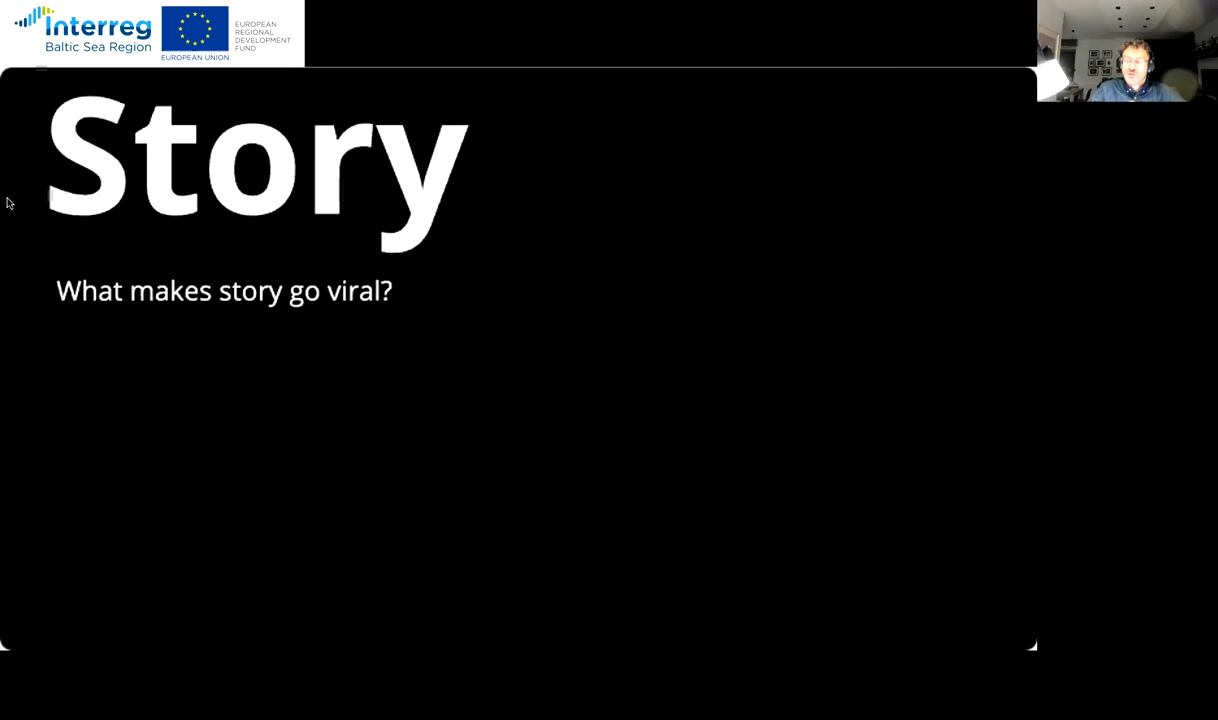 Interreg
Baltic Sea Region
EUROPEAN UNION
EUROPEAN
REGIONAL
DEVELOPMENT
FUND
Story
What makes story go viral?